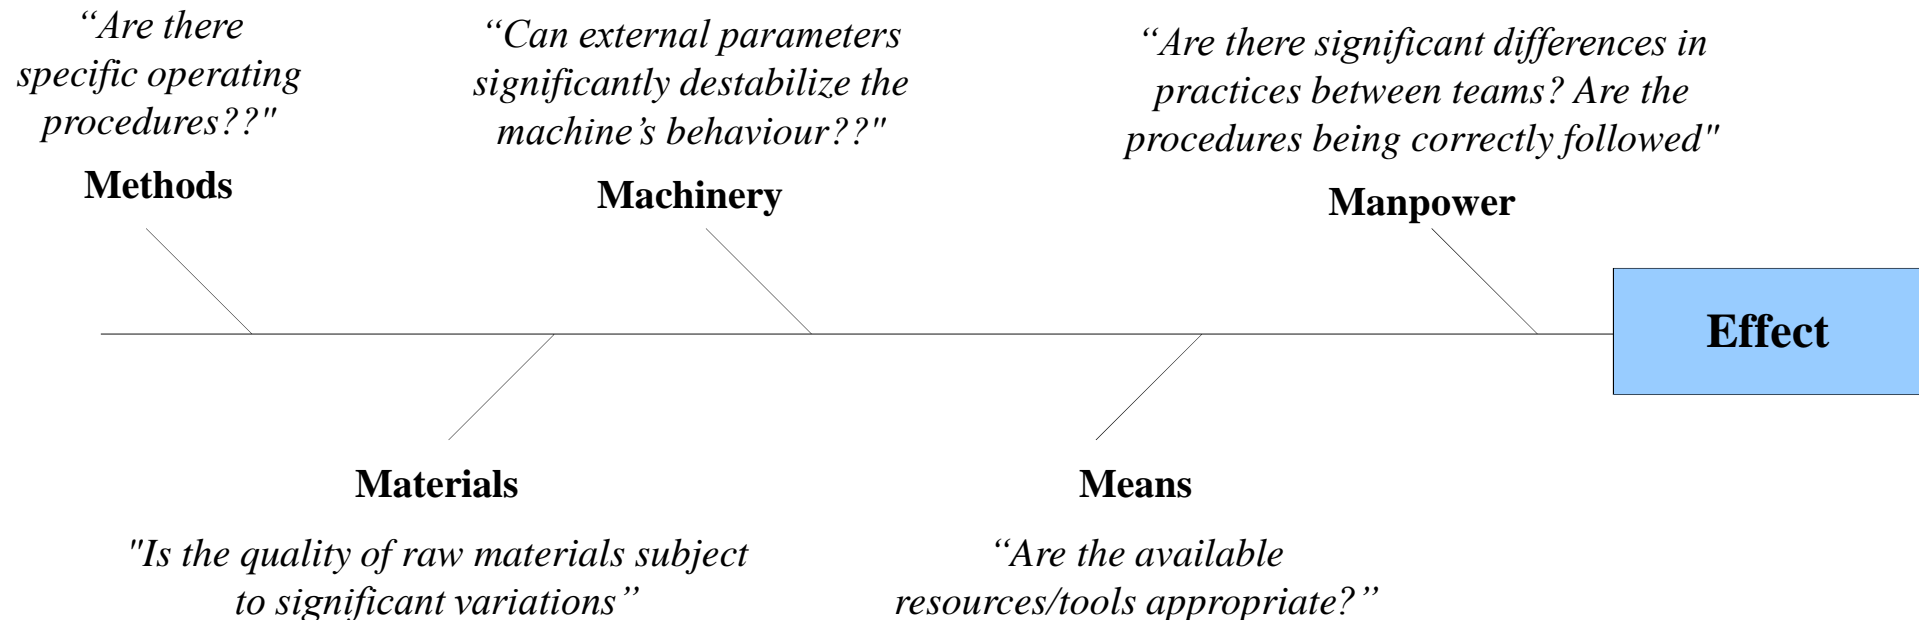 “Are there
specific operating
procedures??"
Methods
“Can external parameters
significantly destabilize the
machine’s behaviour??"
Machinery
“Are there significant differences in
practices between teams? Are the
procedures being correctly followed"
Manpower
Effect
Materials
"Is the quality of raw materials subject
to significant variations”
Means
“Are the available
resources/tools appropriate?”